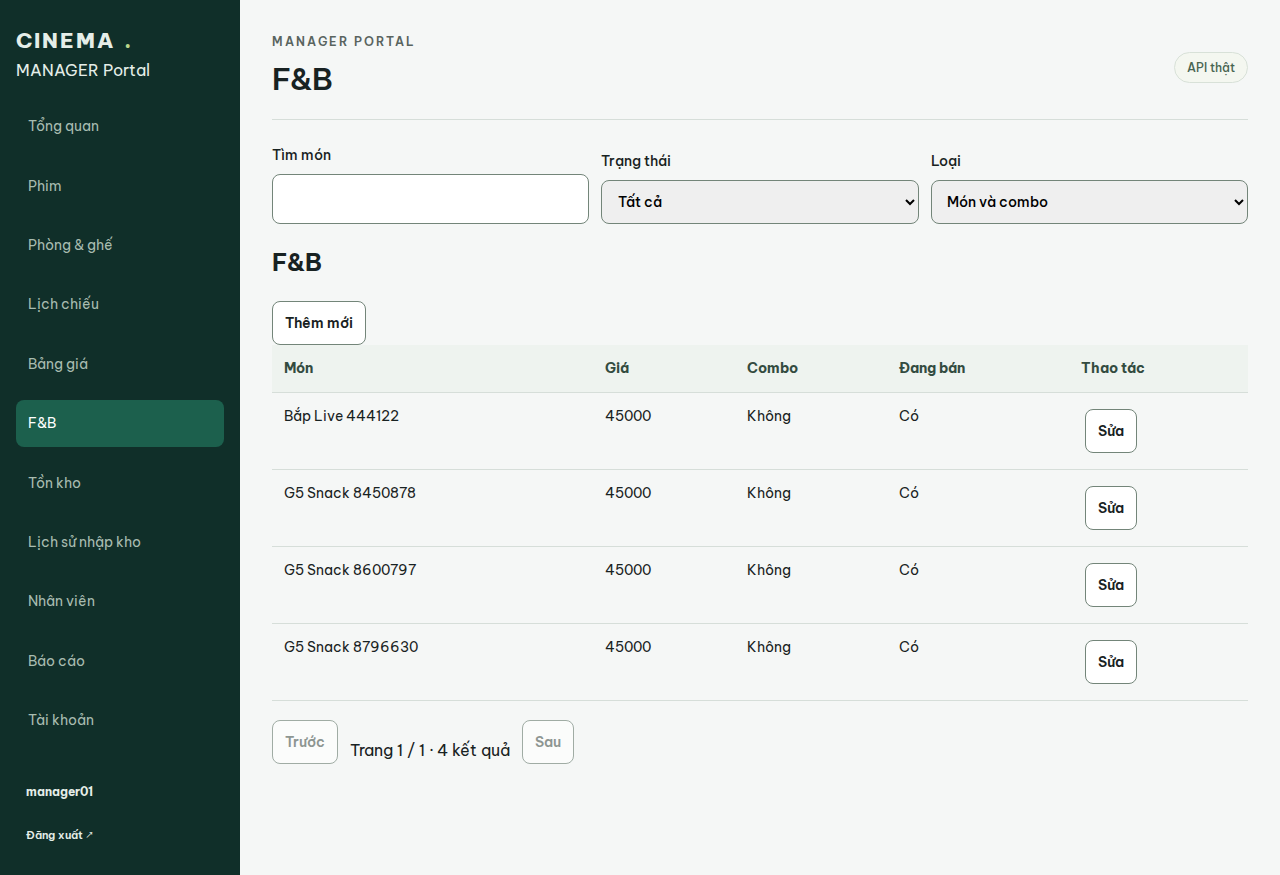 CINEMA .
MANAGER Portal
Tổng quan
Phim
Phòng & ghế
Lịch chiếu
Bảng giá
F&B
Tồn kho
Lịch sử nhập kho
Nhân viên
Báo cáo
Tài khoản
manager01
Đăng xuất ↗
MANAGER PORTAL
F&B
API thật
Tìm món
Trạng thái
Loại
Tất cả
Món và combo
F&B
Thêm mới
Món Giá Combo Đang bán Thao tác
Bắp Live 444122 45000 Không Có Sửa
G5 Snack 8450878 45000 Không Có Sửa
G5 Snack 8600797 45000 Không Có Sửa
G5 Snack 8796630 45000 Không Có Sửa
Trước Trang 1 / 1 · 4 kết quả Sau